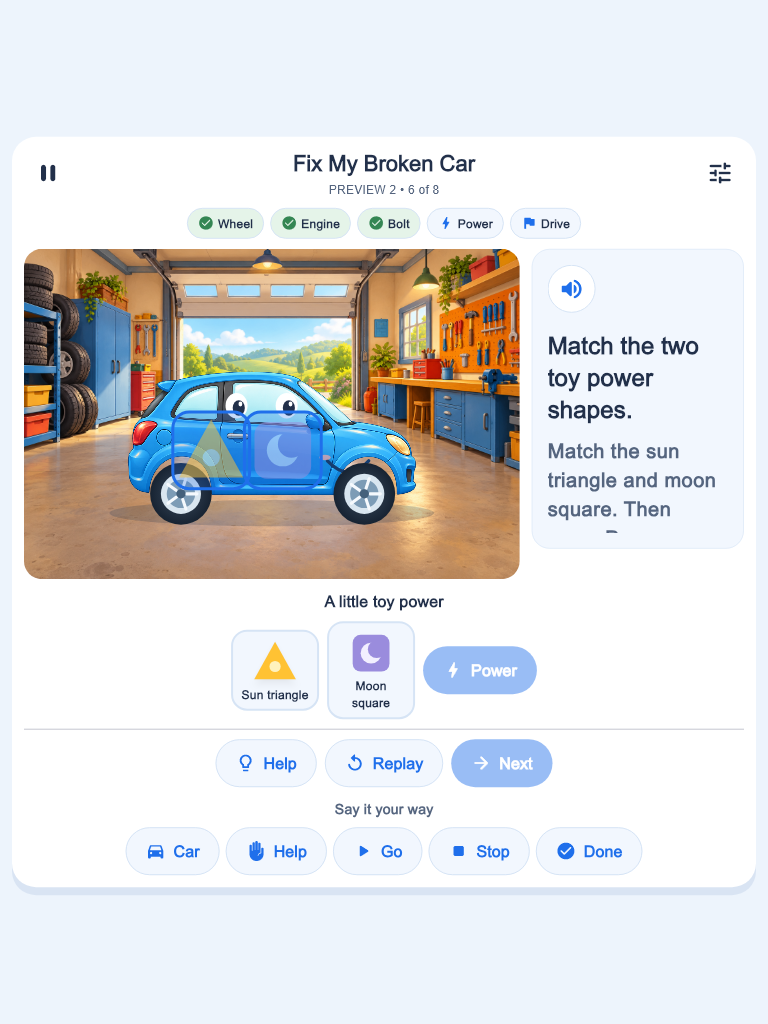 Fix My Broken Car
PREVIEW 2 • 6 of 8
Wheel
Engine
Bolt
Power
Drive
Match the two
toy power
shapes.
Match the sun
triangle and moon
square. Then
A little toy power
Sun triangle
Moon
square
Power
Help
Replay
Next
Say it your way
Car
Help
Go
Stop
Done